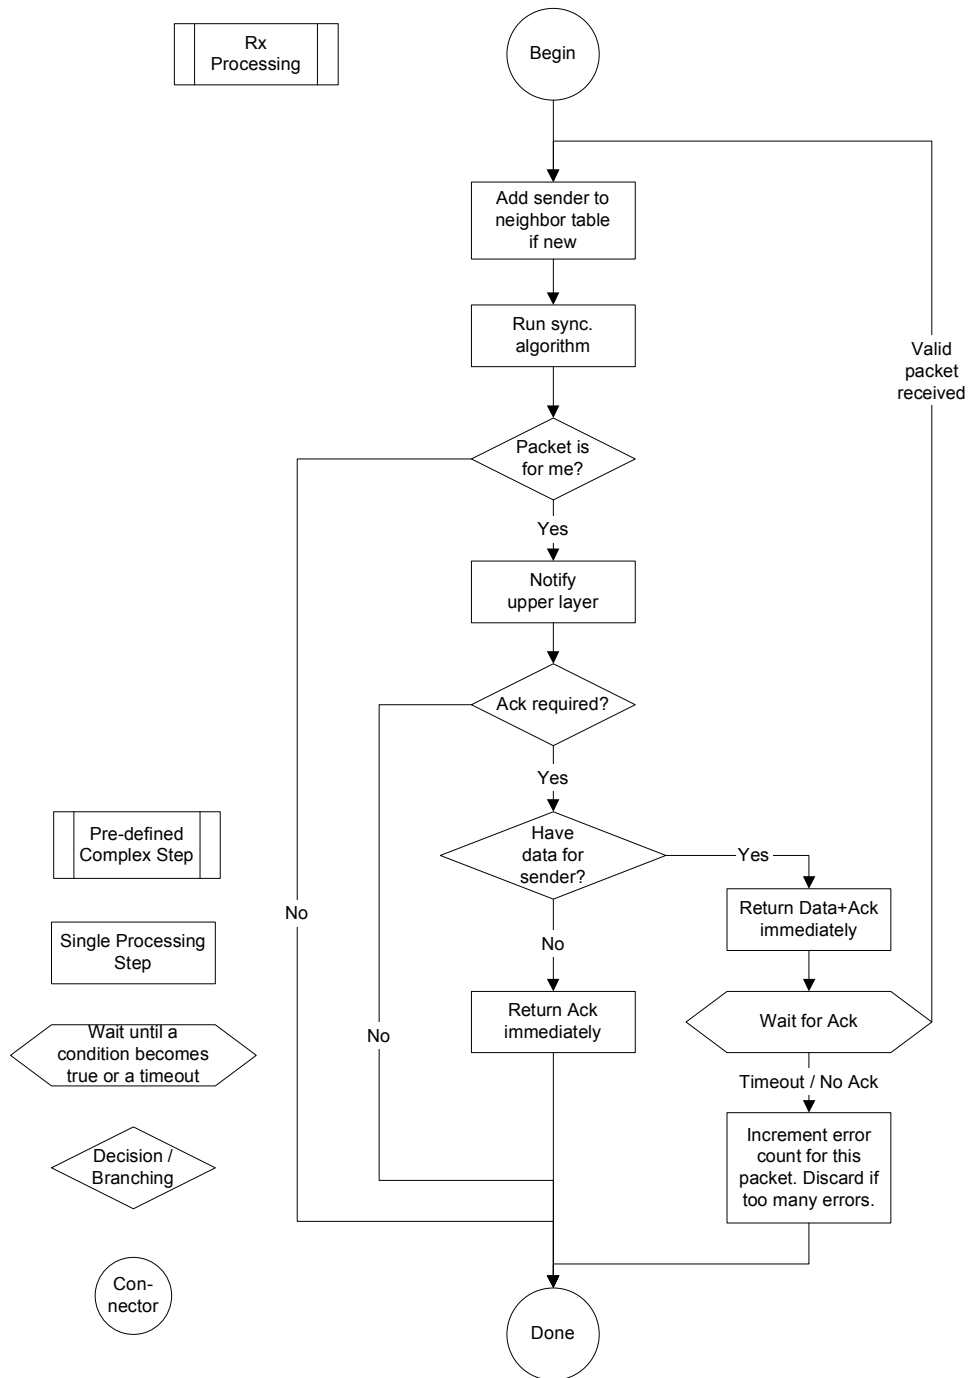 Rx
Processing
Begin
Add sender to
neighbor table
if new
Run sync.
algorithm
Valid
packet
received
Packet is
for me?
Yes
Notify
upper layer
Ack required?
Yes
Pre-defined
Complex Step
Have
data for
sender?
Yes
No
Single Processing
Step
No
Return Data+Ack
immediately
Wait until a
condition becomes
true or a timeout
No
Return Ack
immediately
Wait for Ack
Timeout / No Ack
Decision /
Branching
Increment error
count for this
packet. Discard if
too many errors.
Con-
nector
Done